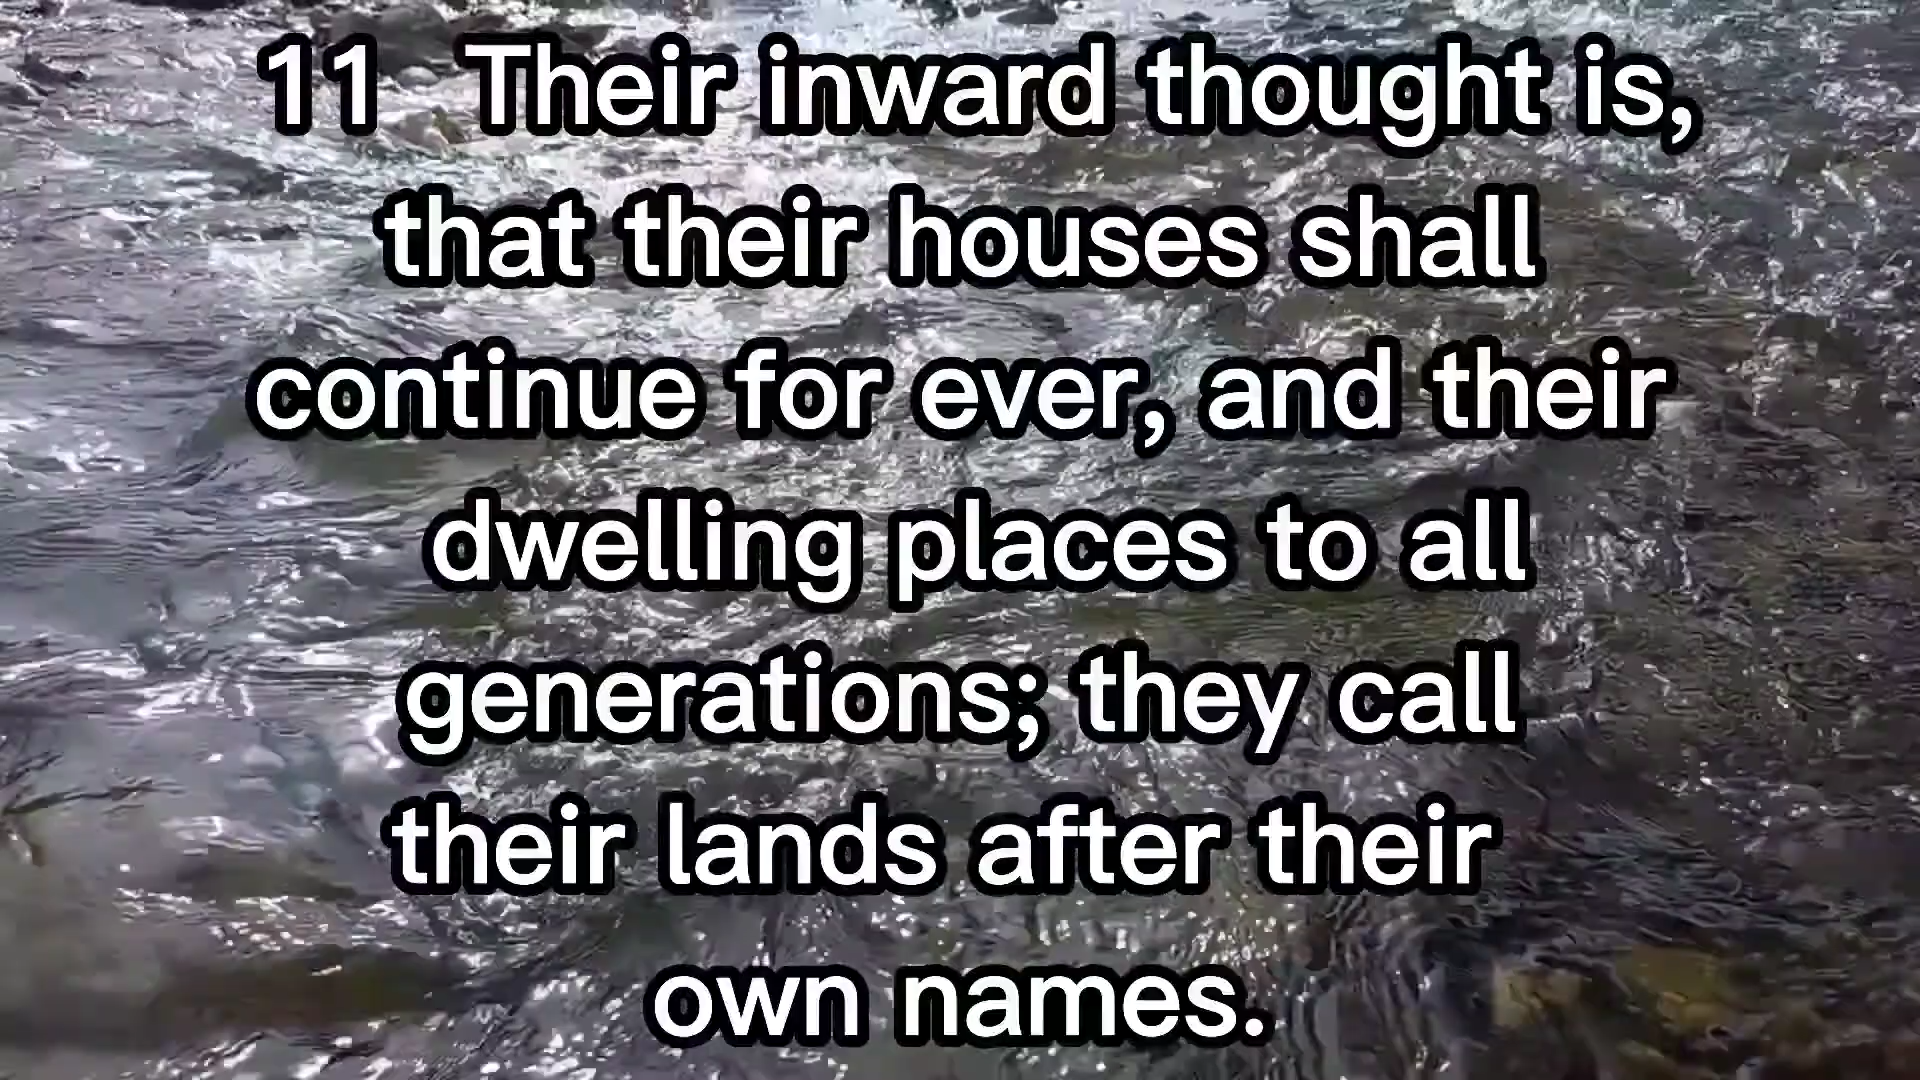 11 Their inward thought is,
that their houses shall
continue for ever, and their
dwelling places to all
generations; they call
their lands after their
own names.